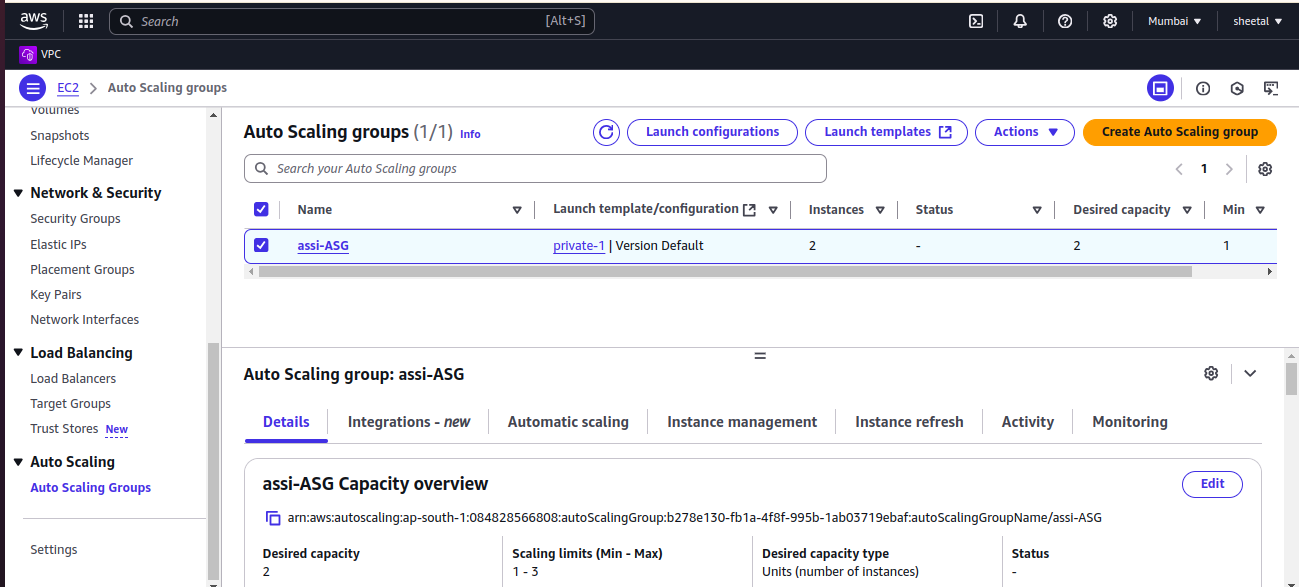 aws Search [Alt+S] Mumbai ▼ sheetal ▼
VPC
EC2 > Auto Scaling groups
Volumes
Snapshots
Lifecycle Manager
Network & Security
Security Groups
Elastic IPs
Placement Groups
Key Pairs
Network Interfaces
Load Balancing
Load Balancers
Target Groups
Trust Stores New
Auto Scaling
Auto Scaling Groups
Settings
Auto Scaling groups (1/1) Info Launch configurations Launch templates Actions ▼ Create Auto Scaling group
Search your Auto Scaling groups < 1 >
Name Launch template/configuration Instances Status Desired capacity Min
assi-ASG private-1 | Version Default 2 - 2 1
Auto Scaling group: assi-ASG
Details Integrations - new Automatic scaling Instance management Instance refresh Activity Monitoring
assi-ASG Capacity overview Edit
arn:aws:autoscaling:ap-south-1:084828566808:autoScalingGroup:b278e130-fb1a-4f8f-995b-1ab03719ebaf:autoScalingGroupName/assi-ASG
Desired capacity Scaling limits (Min - Max) Desired capacity type Status
2 1 - 3 Units (number of instances) -